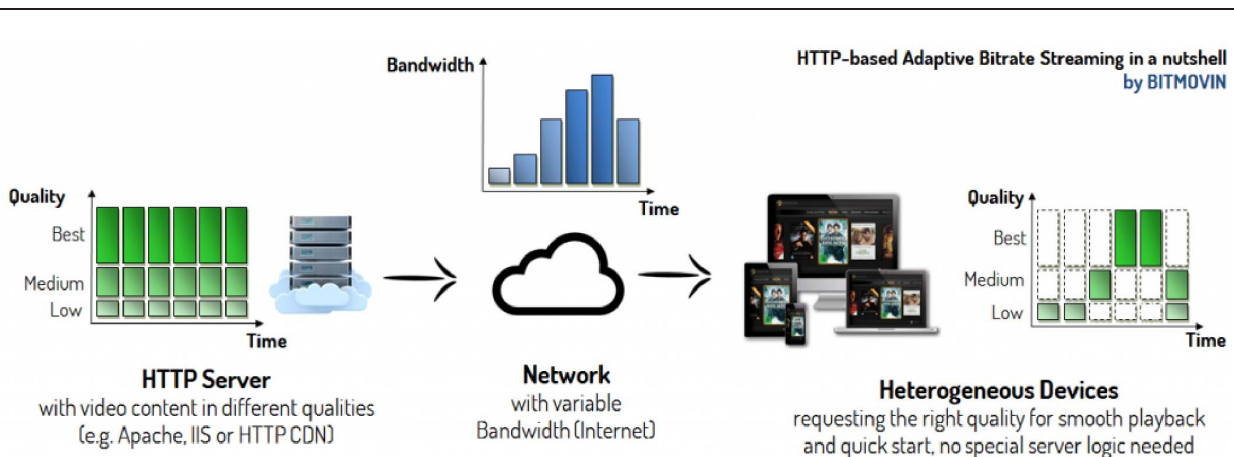 HTTP-based Adaptive Bitrate Streaming in a nutshell
by BITMOVIN
Bandwidth
Time
Quality
Best
Medium
Low
Time
HTTP Server
with video content in different qualities
(e.g. Apache, IIS or HTTP CDN)
Network
with variable
Bandwidth (Internet)
Quality
Best
Medium
Low
Time
Heterogeneous Devices
requesting the right quality for smooth playback
and quick start, no special server logic needed